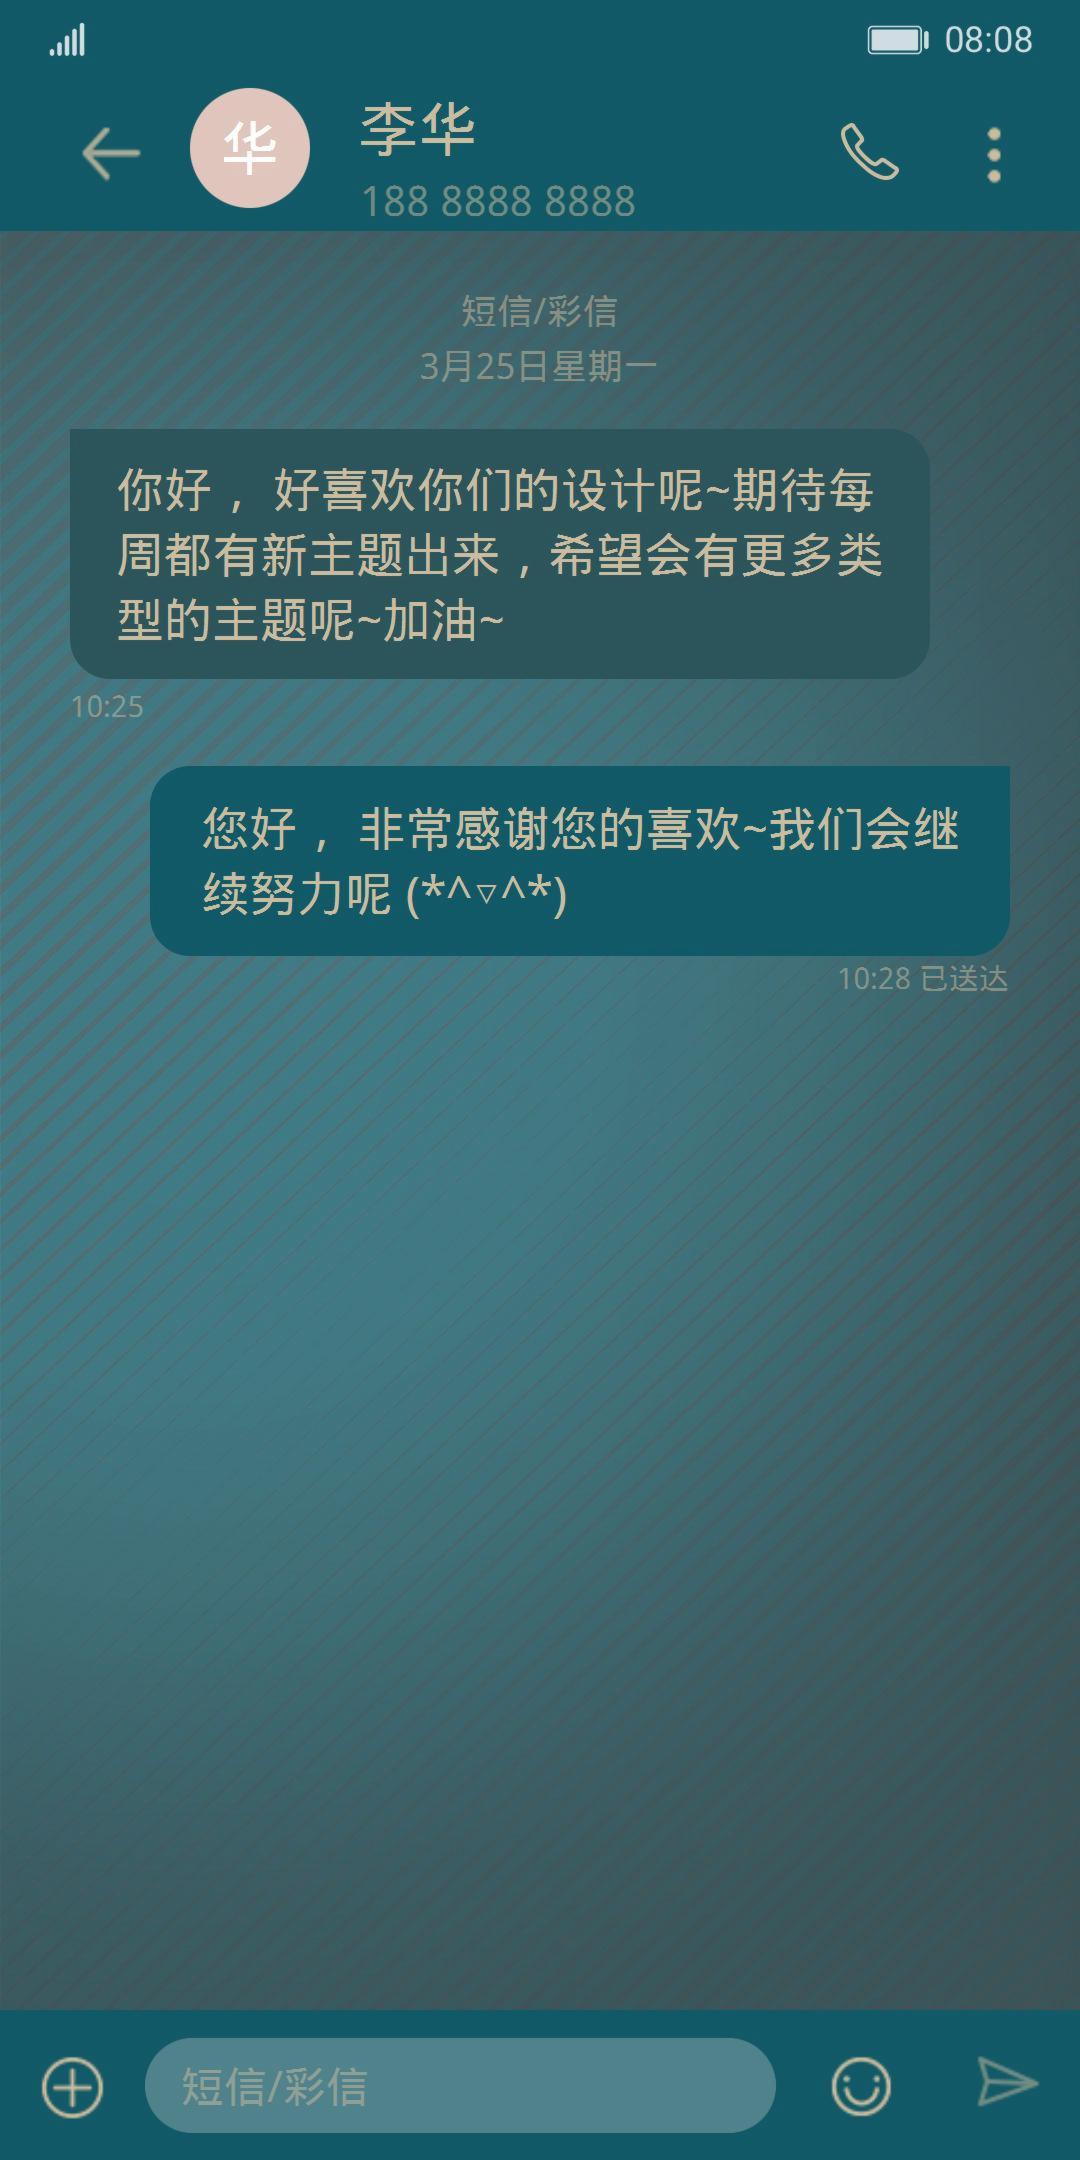 08:08
华
李华
188 8888 8888
短信/彩信
3月25日星期一
你好，好喜欢你们的设计呢~期待每
周都有新主题出来，希望会有更多类
型的主题呢~加油~
10:25
您好，非常感谢您的喜欢~我们会继
续努力呢 (*^▽^*)
10:28 已送达
短信/彩信